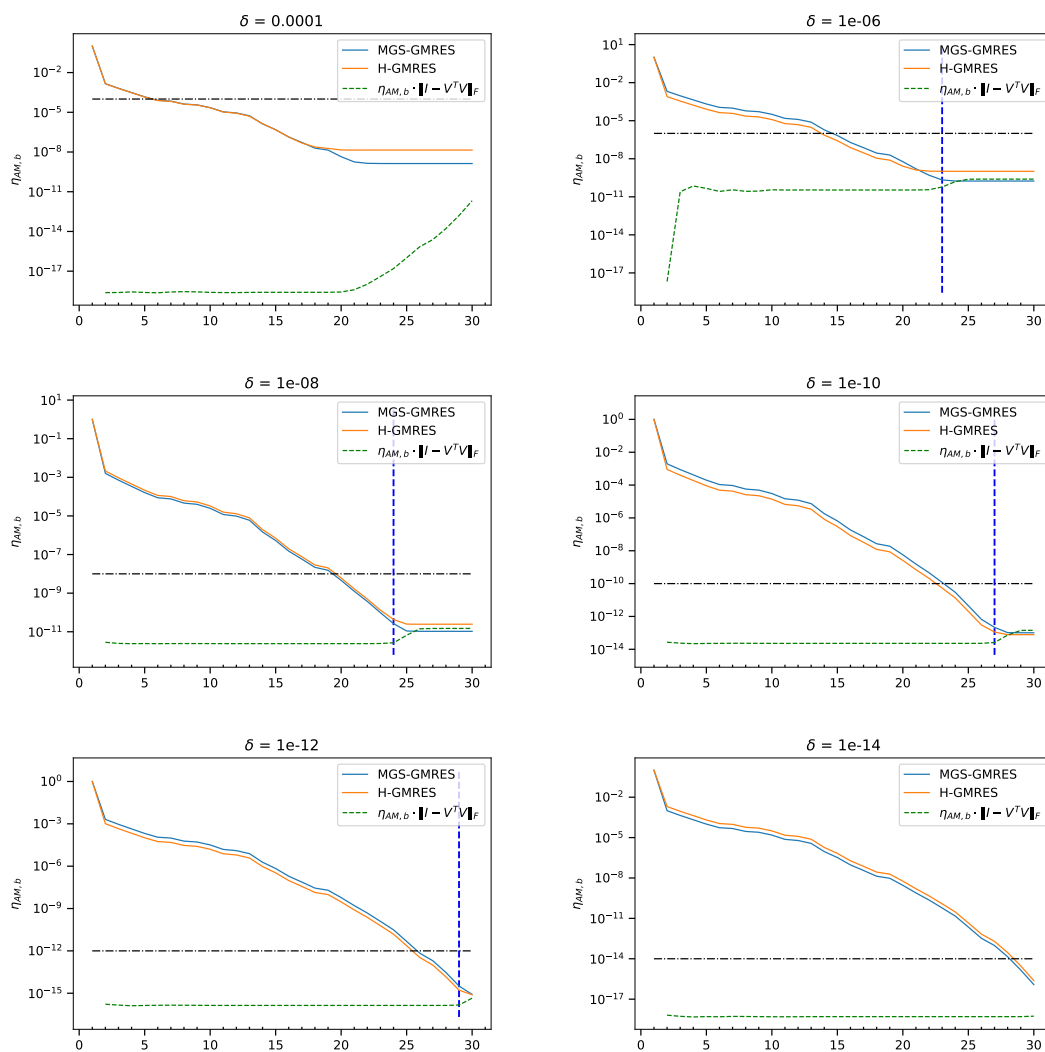 δ = 0.0001
MGS-GMRES
H-GMRES
η_{AM,b} · ‖I − V^T V‖_F
η_{AM,b}
10^{−2}
10^{−5}
10^{−8}
10^{−11}
10^{−14}
10^{−17}
0 5 10 15 20 25 30
δ = 1e-06
MGS-GMRES
H-GMRES
η_{AM,b} · ‖I − V^T V‖_F
η_{AM,b}
10^{1}
10^{−2}
10^{−5}
10^{−8}
10^{−11}
10^{−14}
10^{−17}
0 5 10 15 20 25 30
δ = 1e-08
MGS-GMRES
H-GMRES
η_{AM,b} · ‖I − V^T V‖_F
η_{AM,b}
10^{1}
10^{−1}
10^{−3}
10^{−5}
10^{−7}
10^{−9}
10^{−11}
0 5 10 15 20 25 30
δ = 1e-10
MGS-GMRES
H-GMRES
η_{AM,b} · ‖I − V^T V‖_F
η_{AM,b}
10^{0}
10^{−2}
10^{−4}
10^{−6}
10^{−8}
10^{−10}
10^{−12}
10^{−14}
0 5 10 15 20 25 30
δ = 1e-12
MGS-GMRES
H-GMRES
η_{AM,b} · ‖I − V^T V‖_F
η_{AM,b}
10^{0}
10^{−3}
10^{−6}
10^{−9}
10^{−12}
10^{−15}
0 5 10 15 20 25 30
δ = 1e-14
MGS-GMRES
H-GMRES
η_{AM,b} · ‖I − V^T V‖_F
η_{AM,b}
10^{−2}
10^{−5}
10^{−8}
10^{−11}
10^{−14}
10^{−17}
0 5 10 15 20 25 30